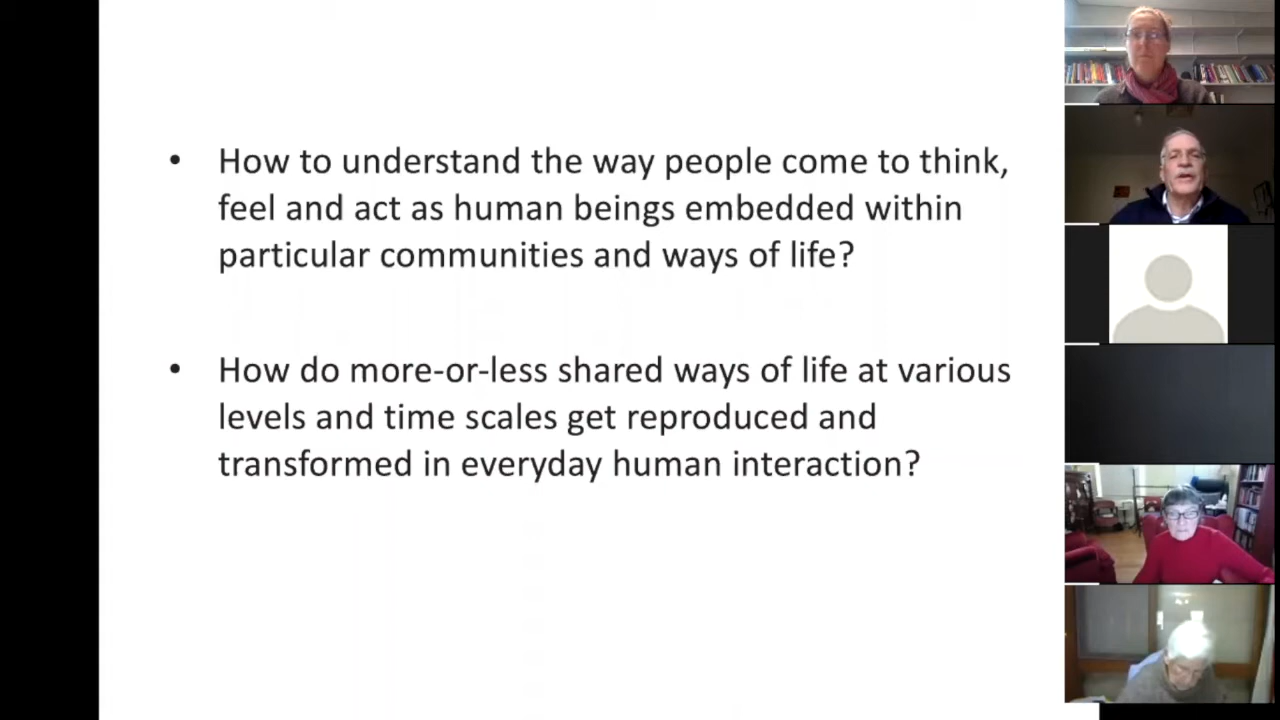 • How to understand the way people come to think,
feel and act as human beings embedded within
particular communities and ways of life?
• How do more-or-less shared ways of life at various
levels and time scales get reproduced and
transformed in everyday human interaction?